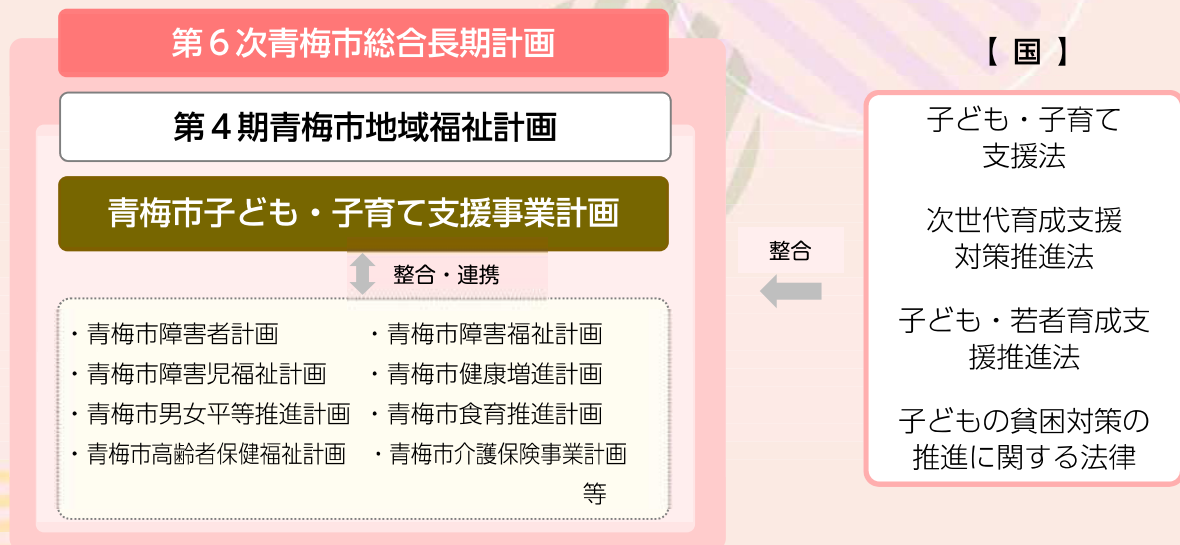 第６次青梅市総合長期計画
第４期青梅市地域福祉計画
青梅市子ども・子育て支援事業計画
整合・連携
・青梅市障害者計画
・青梅市障害福祉計画
・青梅市障害児福祉計画
・青梅市健康増進計画
・青梅市男女平等推進計画
・青梅市食育推進計画
・青梅市高齢者保健福祉計画
・青梅市介護保険事業計画
等
整合
【 国 】
子ども・子育て
支援法
次世代育成支援
対策推進法
子ども・若者育成支
援推進法
子どもの貧困対策の
推進に関する法律